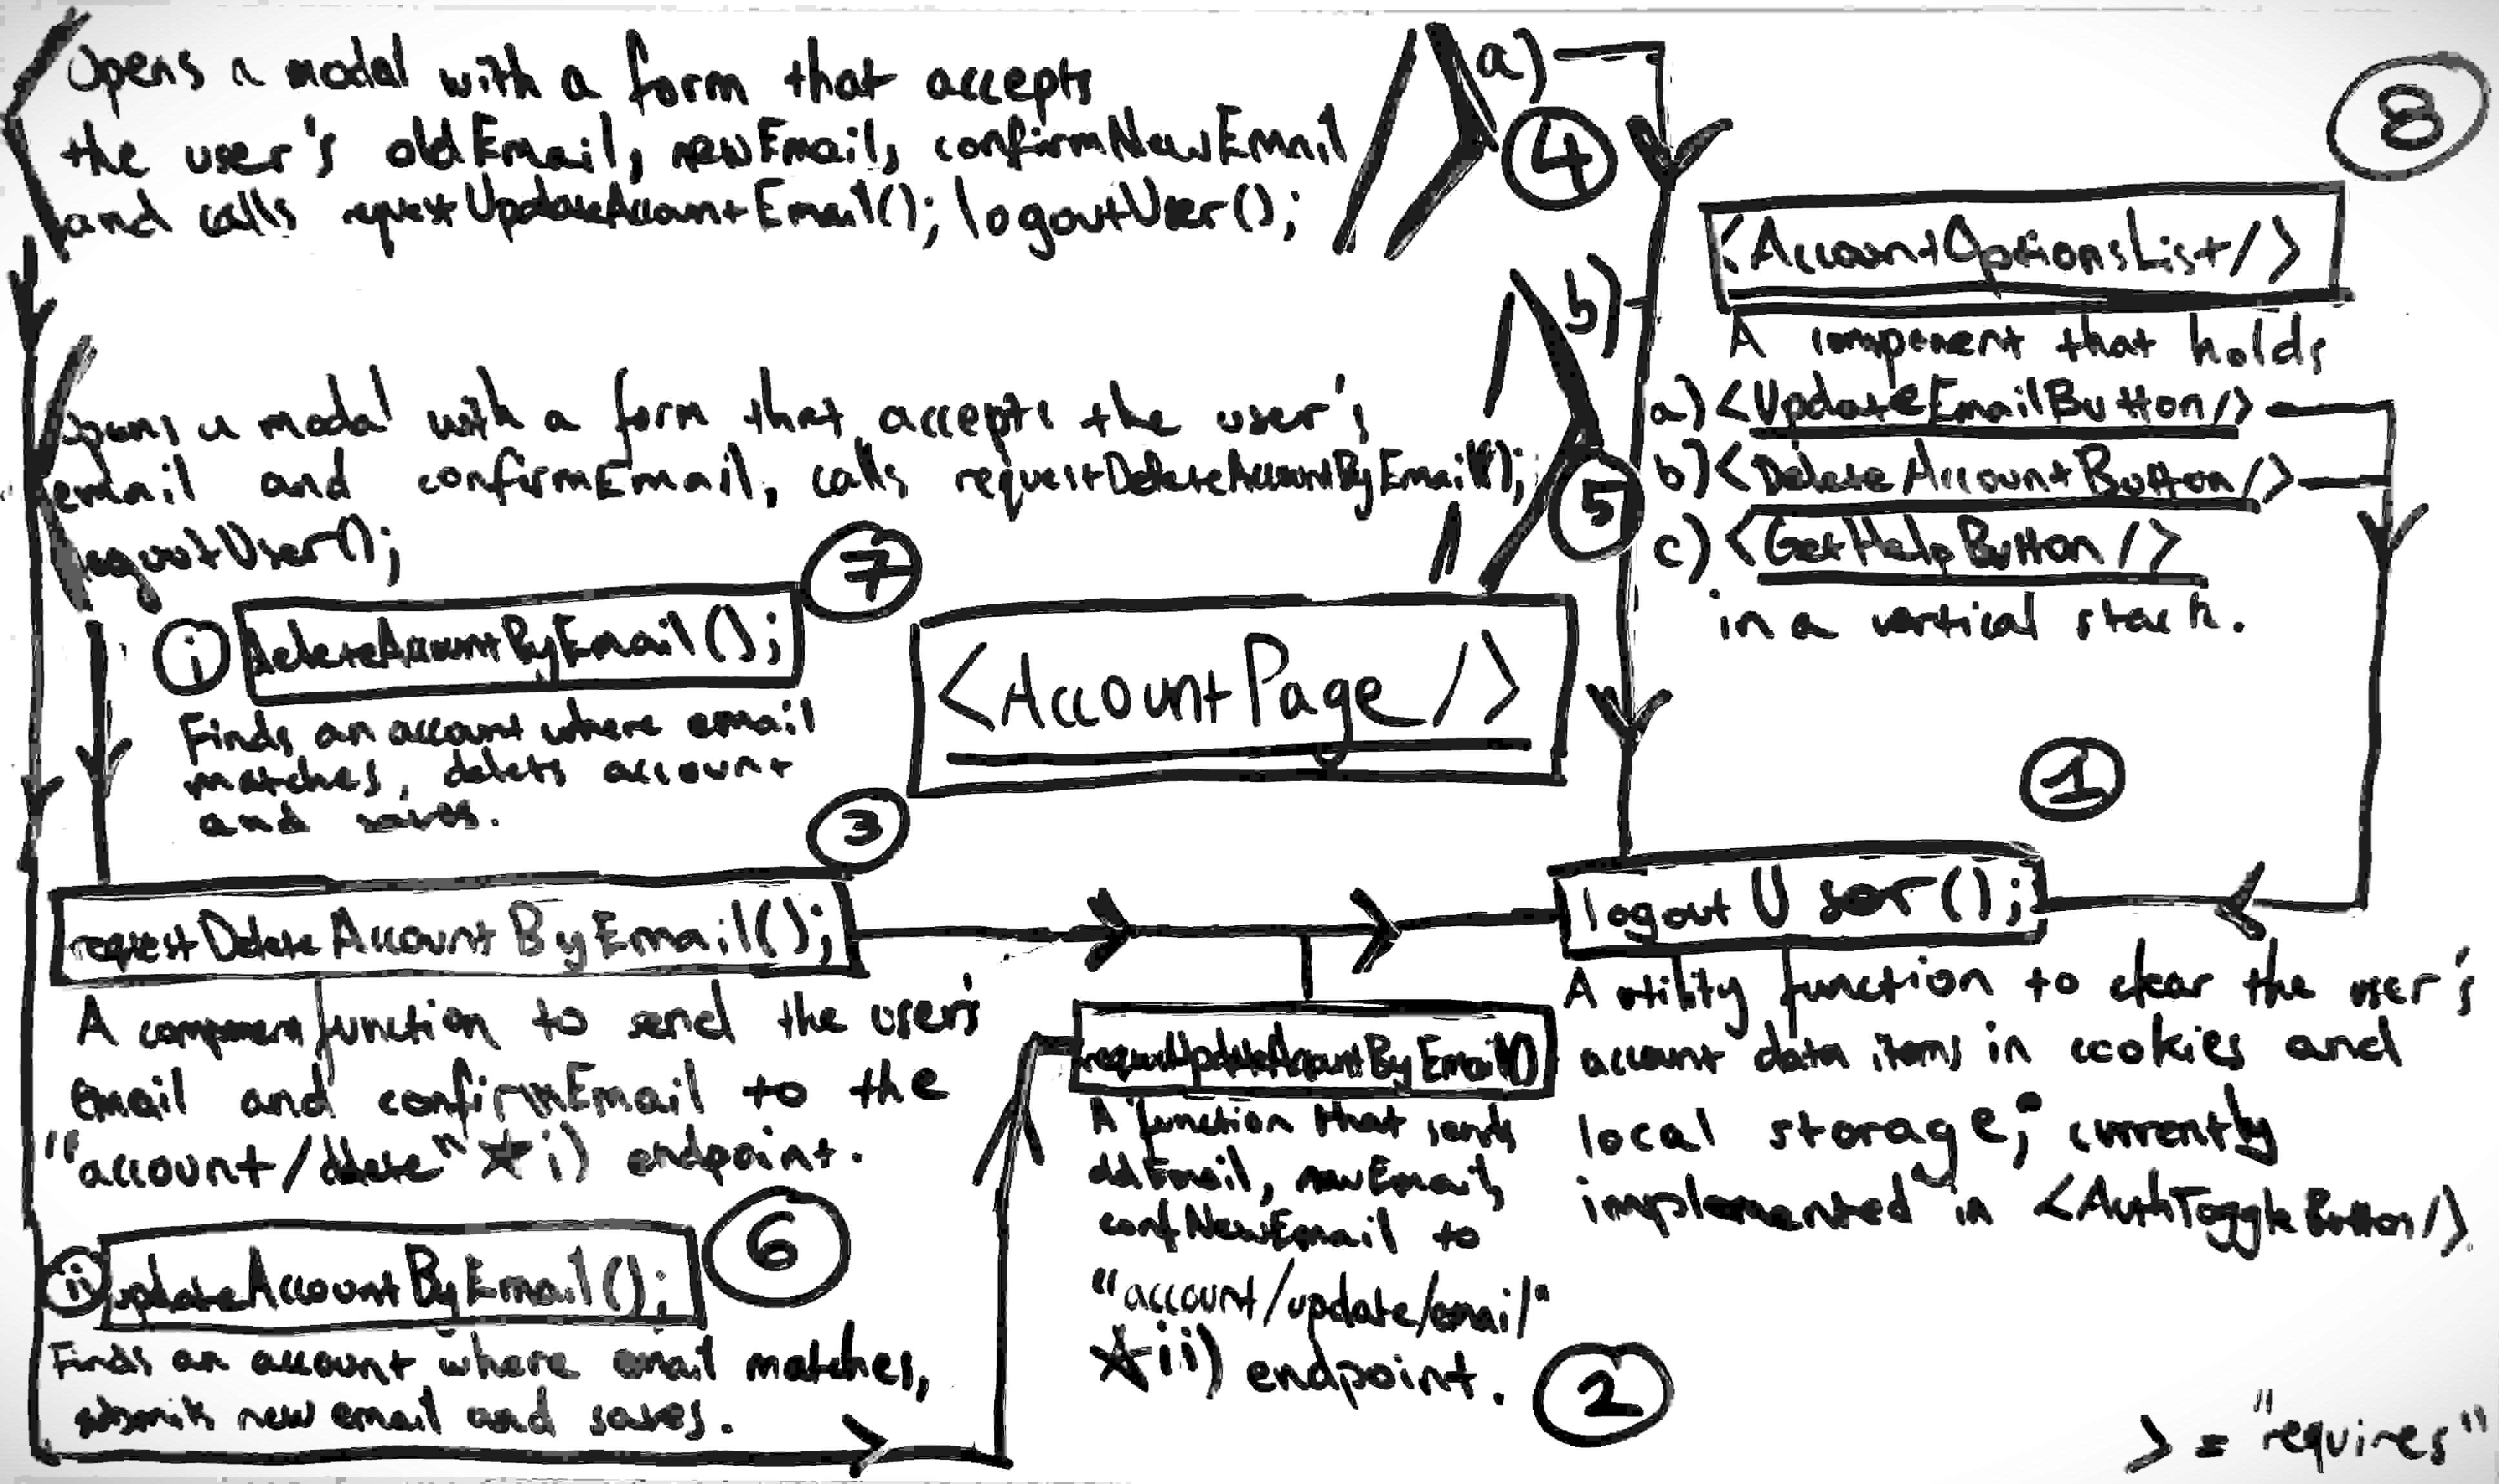 Opens a modal with a form that accepts
the user's oldEmail, newEmail, confirmNewEmail
and calls requestUpdateAccountEmail(); logoutUser();
/>
a)
4
Opens a modal with a form that accepts the user's
email and confirmEmail, calls requestDeleteAccountByEmail();
logoutUser();
/>
b)
5
8
<AccountOptionsList/>
A component that holds
a) <UpdateEmailButton/>
b) <DeleteAccountButton/>
c) <GetHelpButton/>
in a vertical stack.
7
i deleteAccountByEmail();
Finds an account where email
matches, delets account
and saves.
<AccountPage/>
3
requestDeleteAccountByEmail();
A component function to send the user's
email and confirmEmail to the
"account/delete" ☆i) endpoint.
1
logoutUser();
A utility function to clear the user's
account data items in cookies and
local storage; currently
implemented in <AuthToggleButton/>.
requestUpdateAccountByEmail()
A function that sends
oldEmail, newEmail,
confNewEmail to
"account/update/email"
☆ii) endpoint.
2
6
ii updateAccountByEmail();
Finds an account where email matches,
submits new email and saves.
> = "requires"